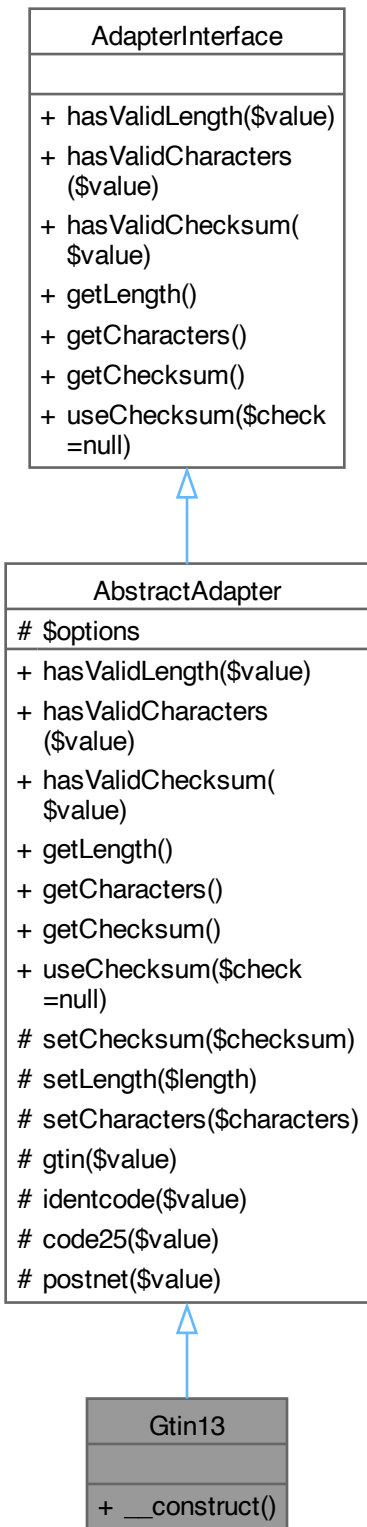 AdapterInterface
+ hasValidLength($value)
+ hasValidCharacters
($value)
+ hasValidChecksum(
$value)
+ getLength()
+ getCharacters()
+ getChecksum()
+ useChecksum($check
=null)
AbstractAdapter
# $options
+ hasValidLength($value)
+ hasValidCharacters
($value)
+ hasValidChecksum(
$value)
+ getLength()
+ getCharacters()
+ getChecksum()
+ useChecksum($check
=null)
# setChecksum($checksum)
# setLength($length)
# setCharacters($characters)
# gtin($value)
# identcode($value)
# code25($value)
# postnet($value)
Gtin13
+ __construct()